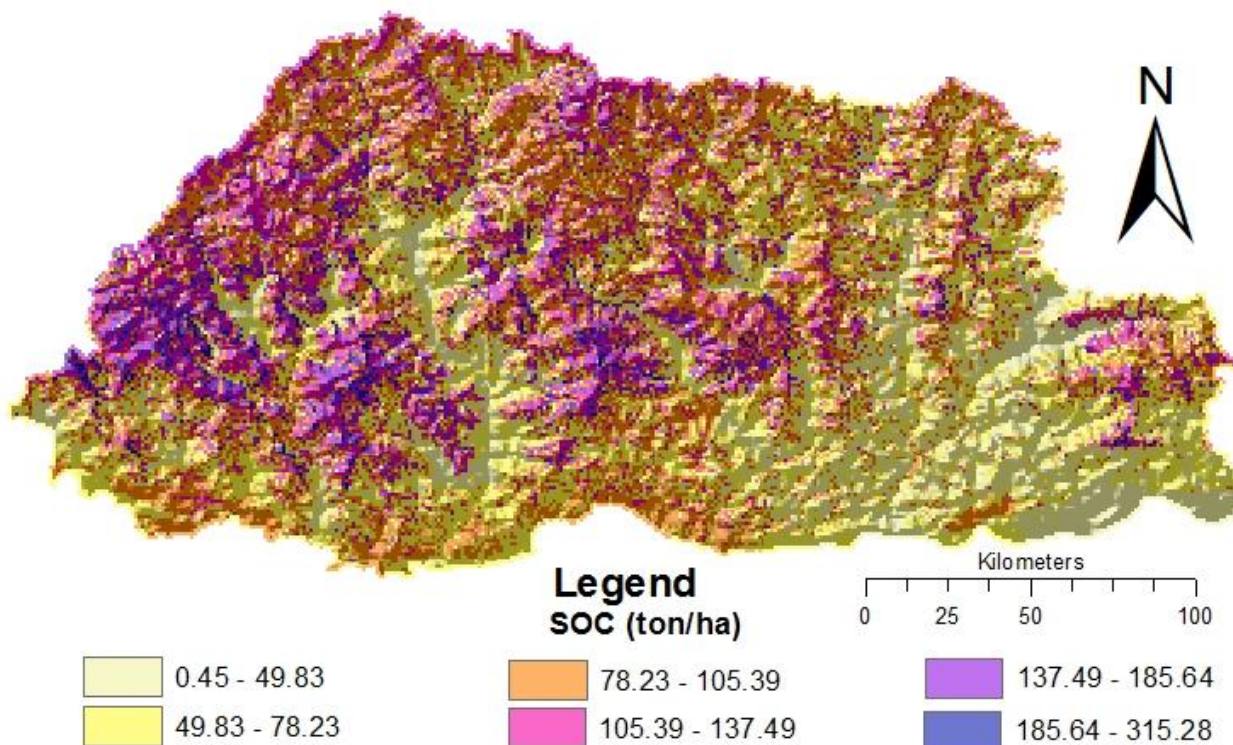 N
Kilometers
0 25 50 100
Legend
SOC (ton/ha)
0.45 - 49.83
78.23 - 105.39
137.49 - 185.64
49.83 - 78.23
105.39 - 137.49
185.64 - 315.28